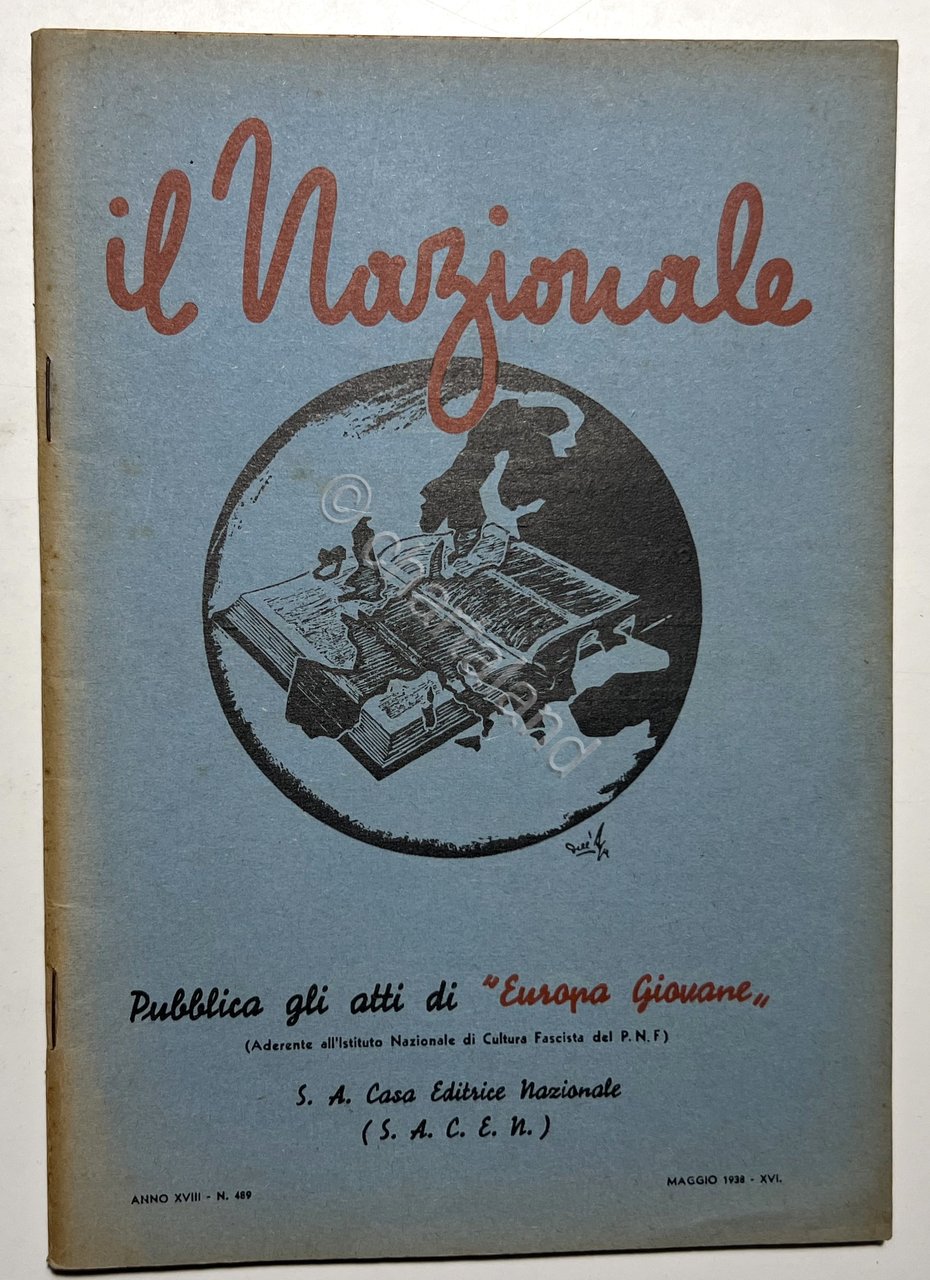 il Nazionale
© chartaland
Pubblica gli atti di "Europa Giovane„
(Aderente all'Istituto Nazionale di Cultura Fascista del P. N. F)
S. A. Casa Editrice Nazionale
( S. A. C. E. N. )
MAGGIO 1938 - XVI.
ANNO XVIII - N. 489